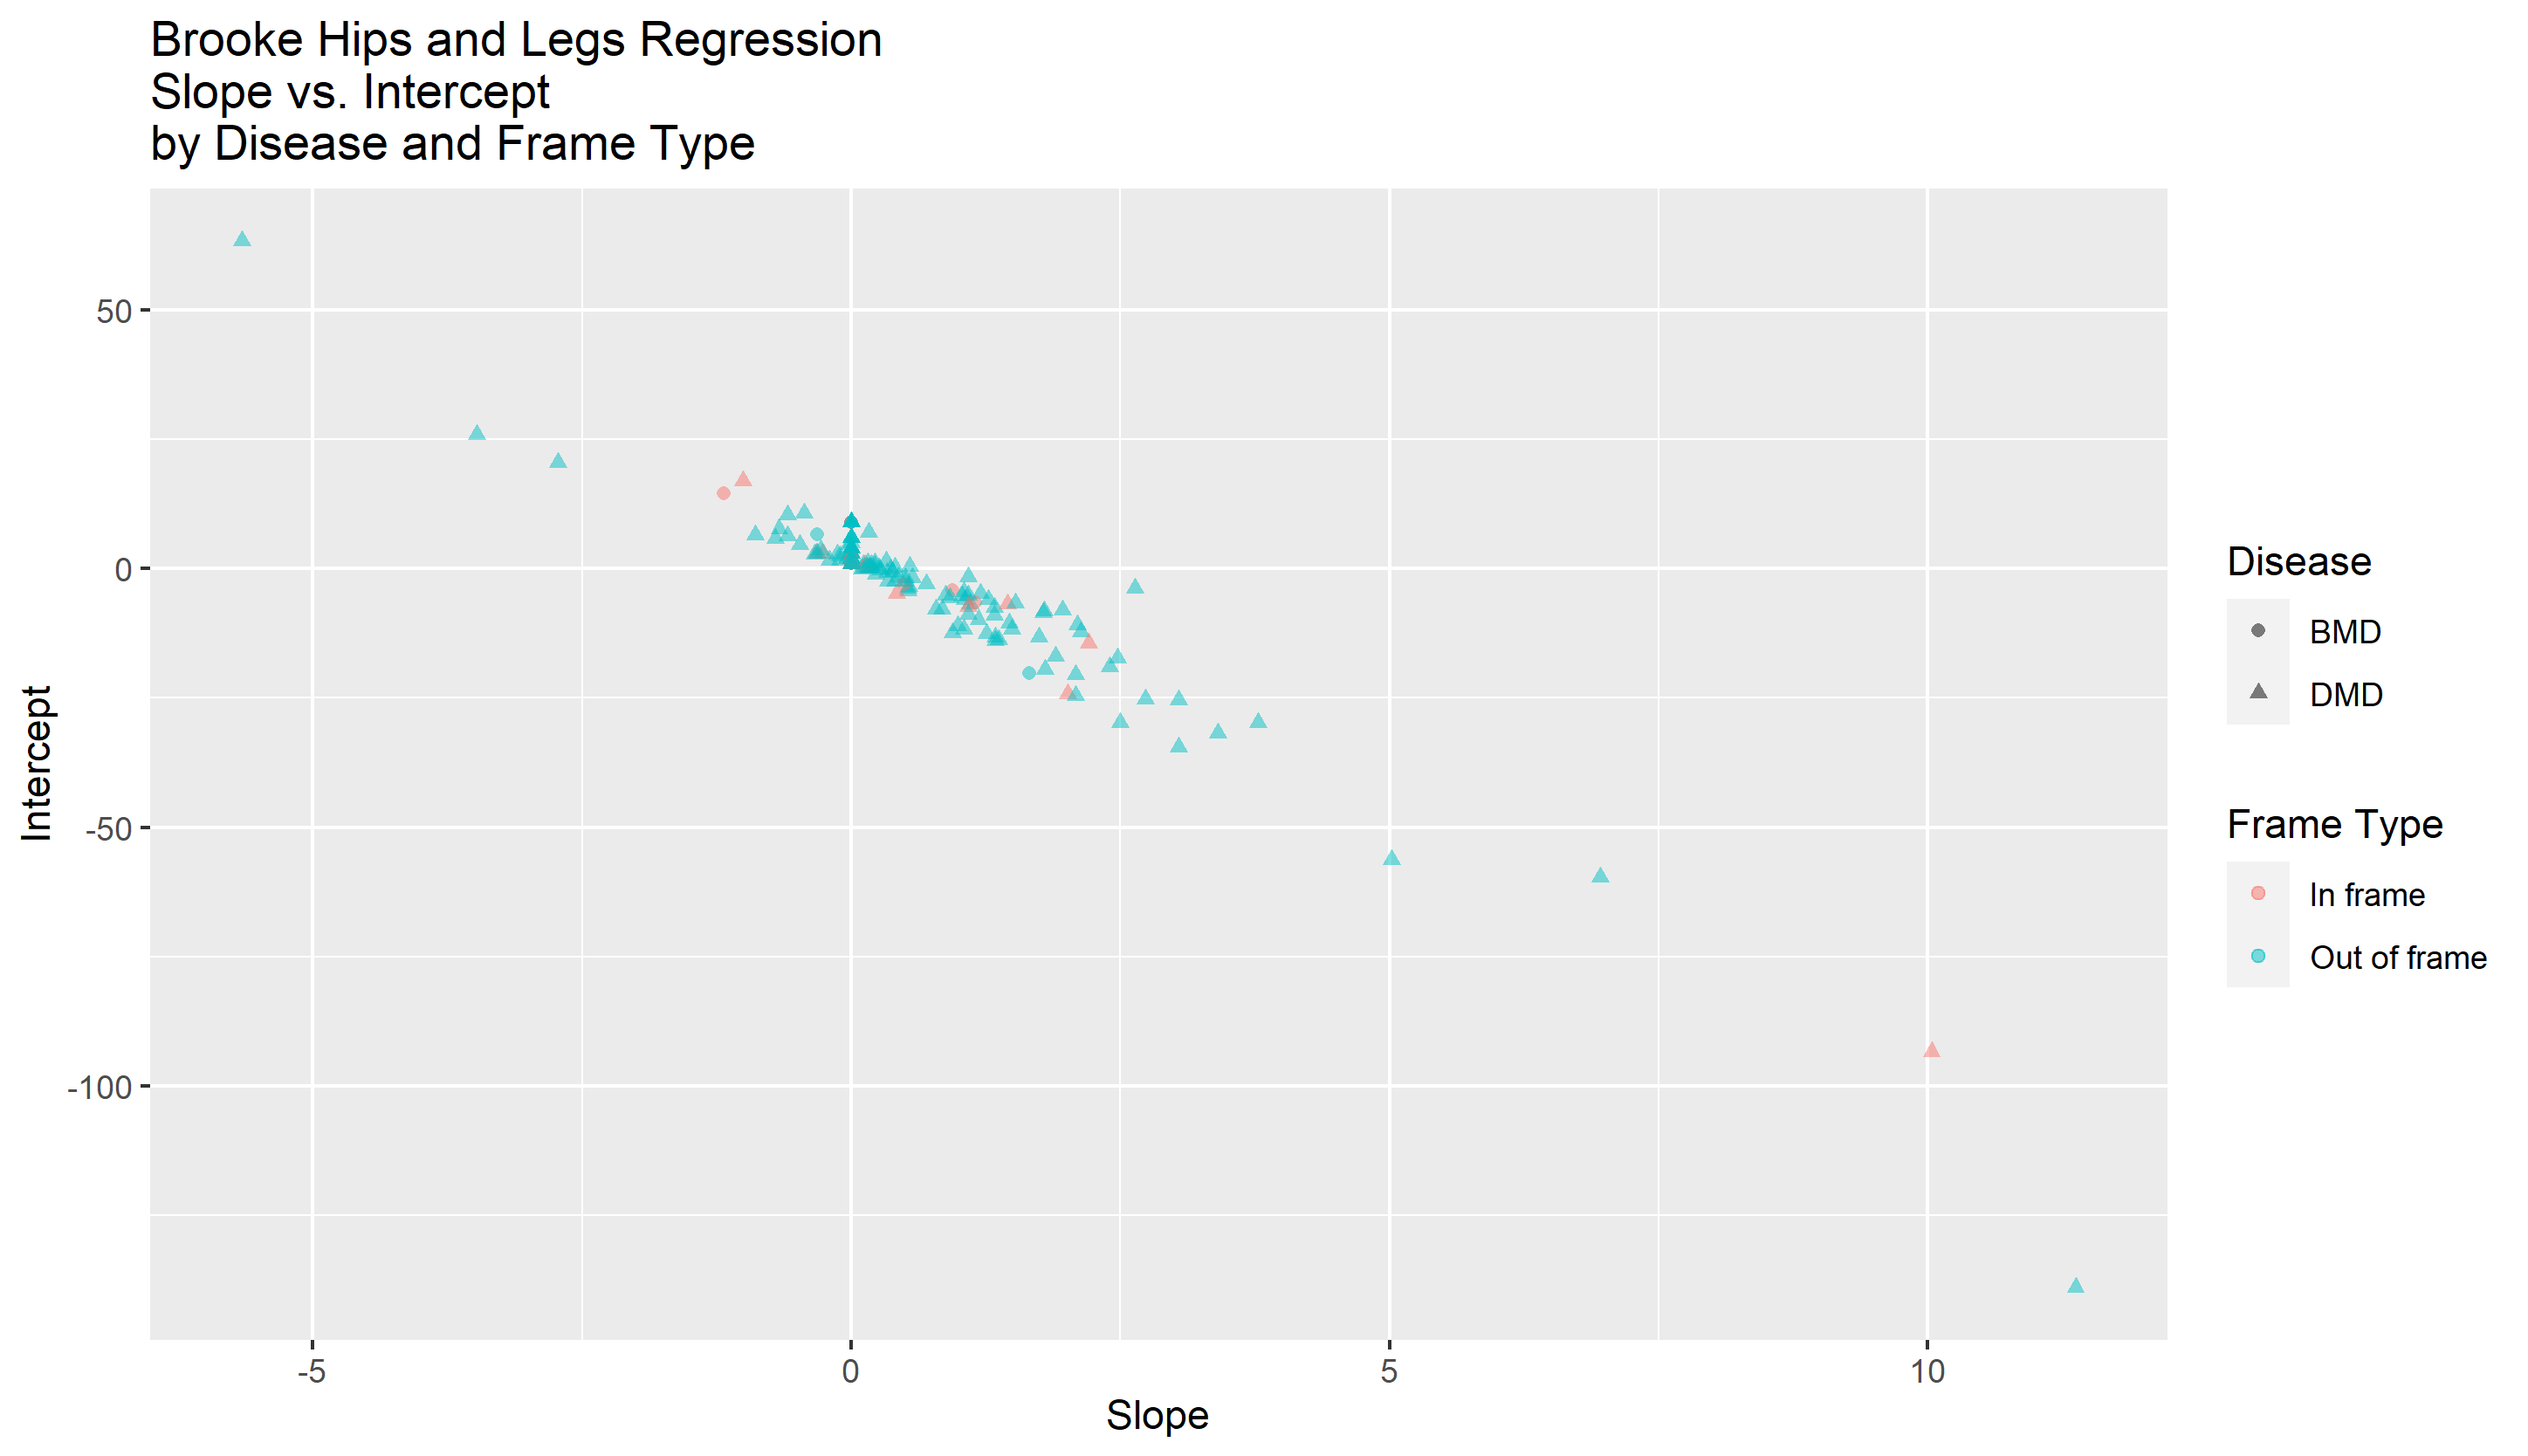 Brooke Hips and Legs Regression
Slope vs. Intercept
by Disease and Frame Type
50
0
-50
-100
Intercept
-5
0
5
10
Slope
Disease
BMD
DMD
Frame Type
In frame
Out of frame